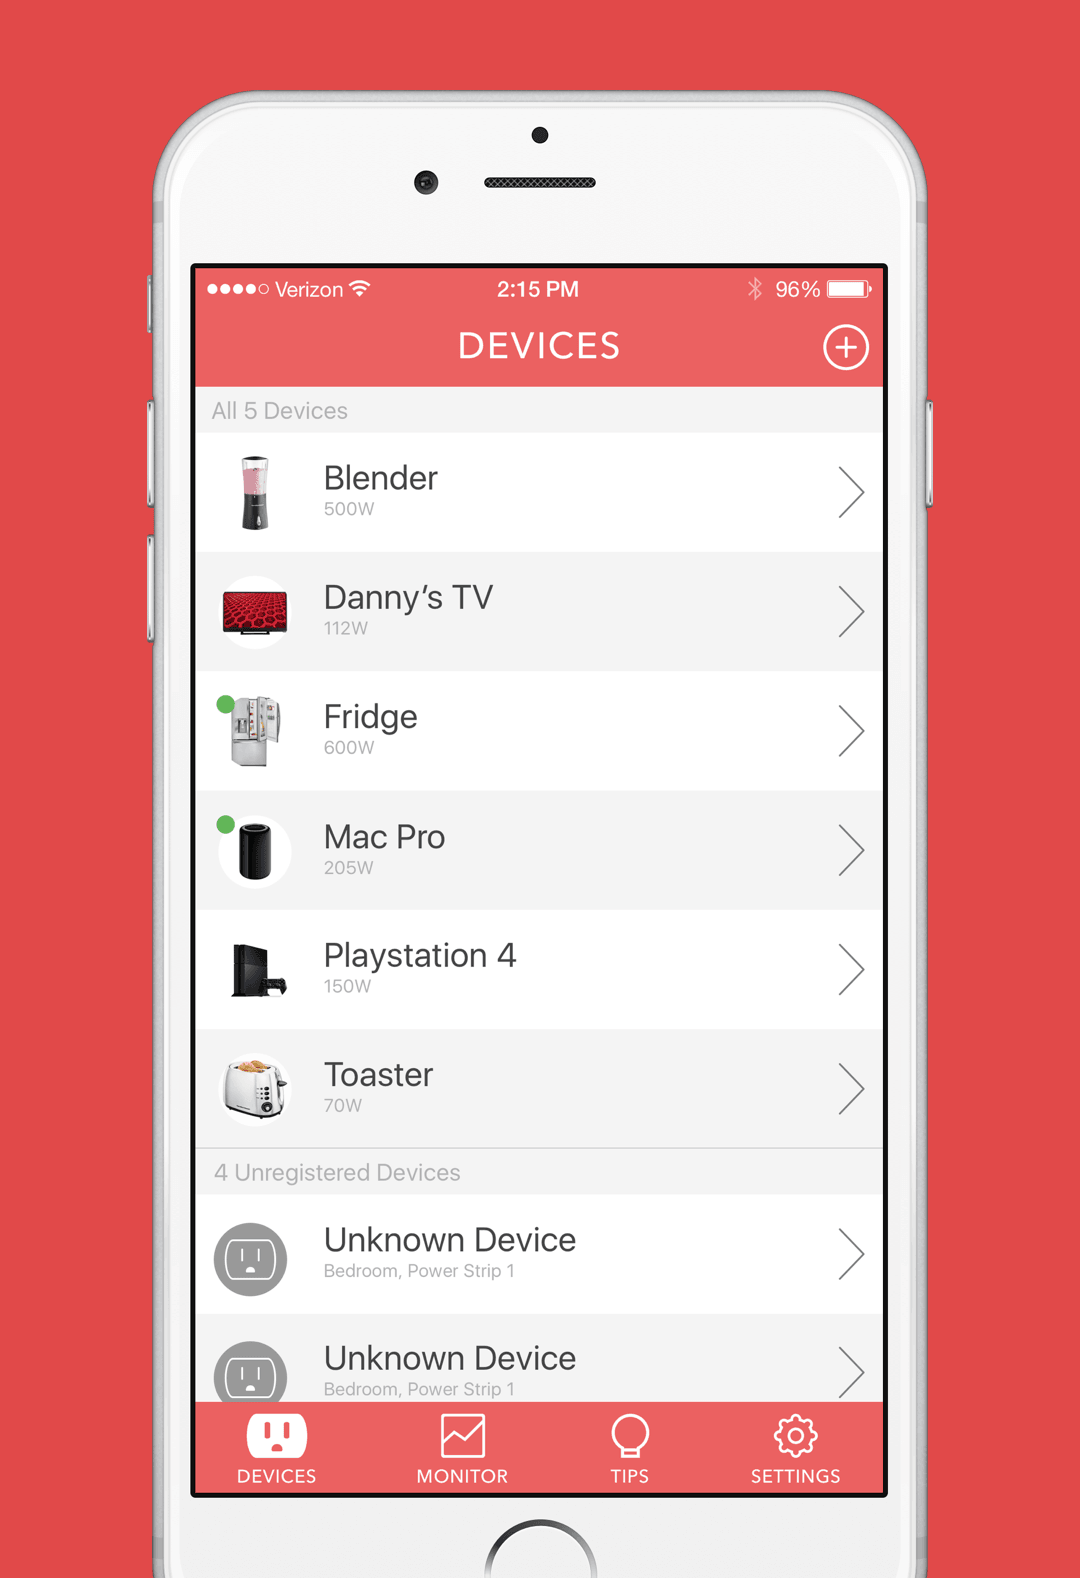 Verizon 2:15 PM 96%
DEVICES
All 5 Devices
Blender
500W
Danny’s TV
112W
Fridge
600W
Mac Pro
205W
Playstation 4
150W
Toaster
70W
4 Unregistered Devices
Unknown Device
Bedroom, Power Strip 1
Unknown Device
Bedroom, Power Strip 1
DEVICES MONITOR TIPS SETTINGS